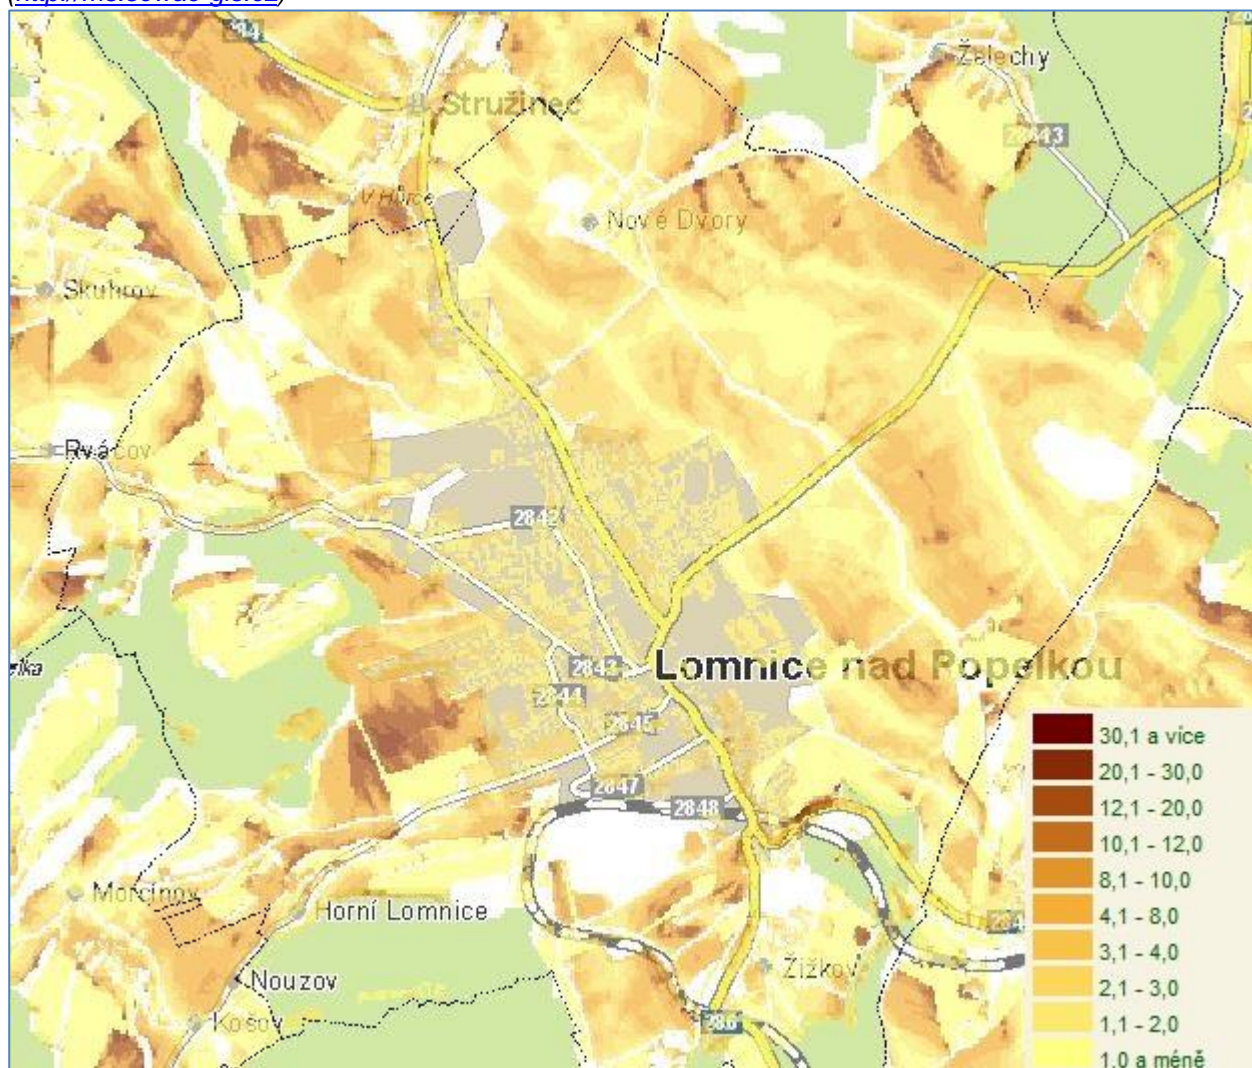 Želechy
Stružinec
V Hůrce
Nové Dvory
Skuhrov
Rváčov
2842
2843
Lomnice nad Popelkou
2844
2845
2847
2848
30,1 a více
20,1 - 30,0
12,1 - 20,0
10,1 - 12,0
8,1 - 10,0
4,1 - 8,0
3,1 - 4,0
2,1 - 3,0
1,1 - 2,0
1,0 a méně
Morcinov
Horní Lomnice
Žižkov
Nouzov
Košov
286